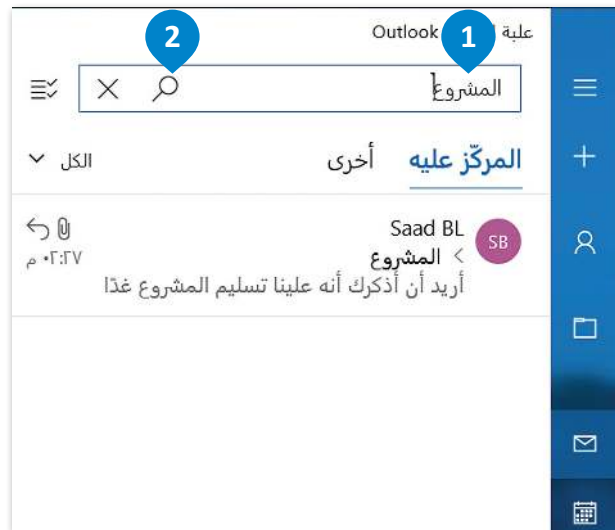 علبة Outlook
1
2
المشروع
المركّز عليه أخرى الكل
Saad BL
SB
المشروع
٠٢:٢٧ م
أريد أن أذكرك أنه علينا تسليم المشروع غدًا